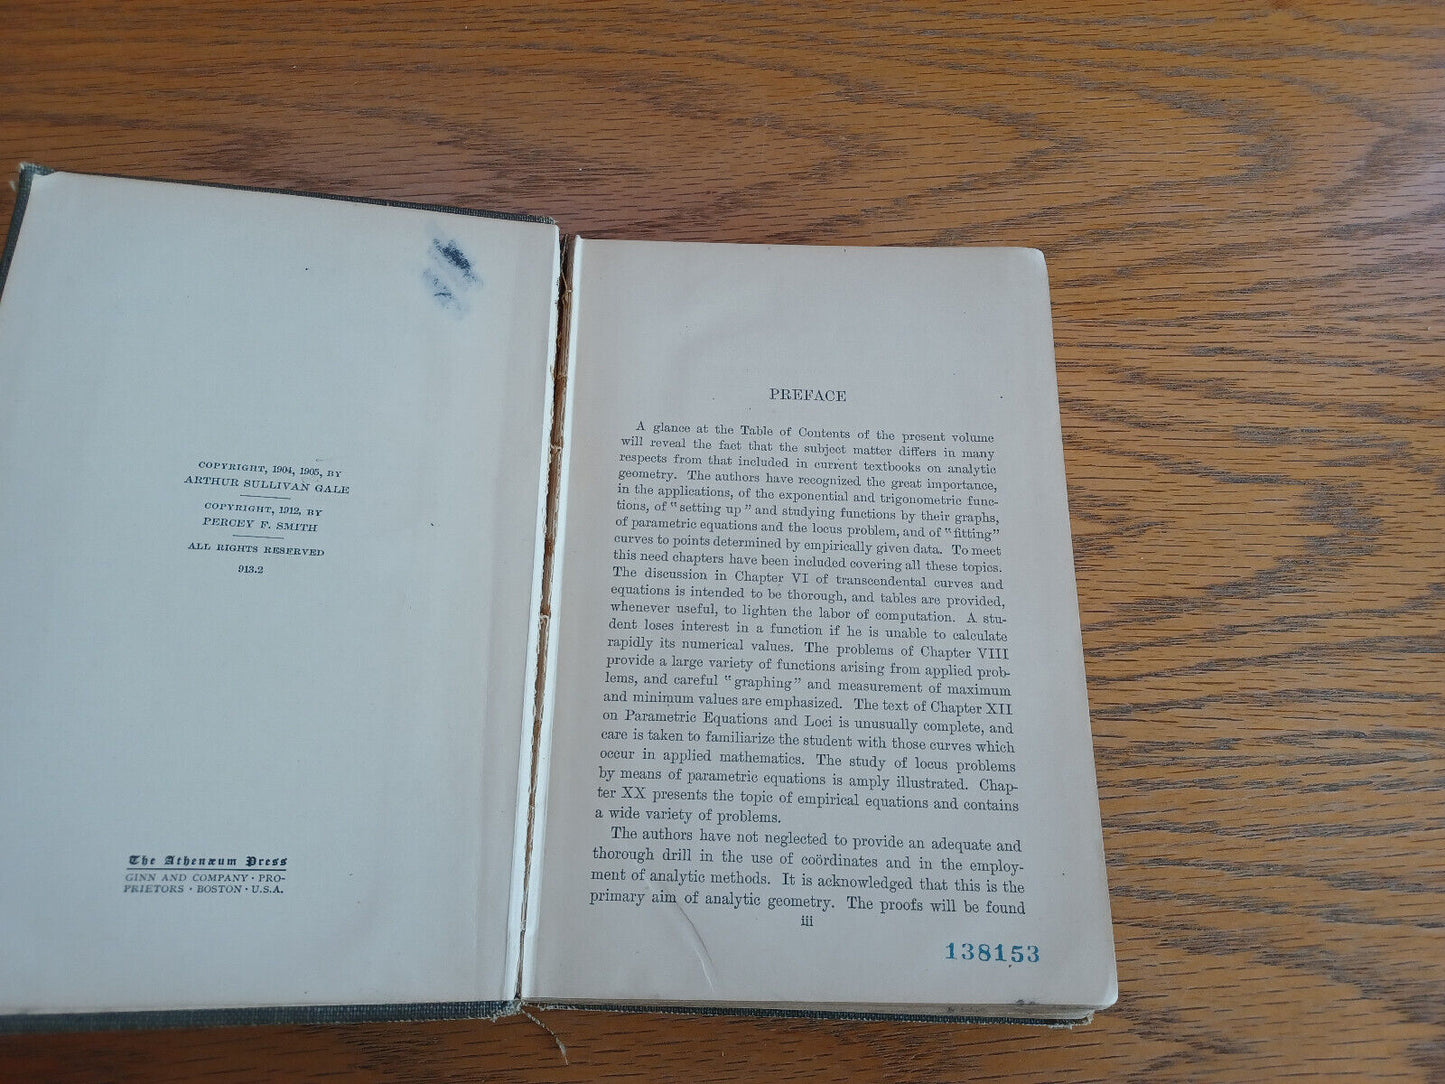 COPYRIGHT, 1904, 1905, BY
ARTHUR SULLIVAN GALE
COPYRIGHT, 1912, BY
PERCEY F. SMITH
ALL RIGHTS RESERVED
913.2
The Athenæum Press
GINN AND COMPANY · PRO-
PRIETORS · BOSTON · U.S.A.
PREFACE
A glance at the Table of Contents of the present volume
will reveal the fact that the subject matter differs in many
respects from that included in current textbooks on analytic
geometry. The authors have recognized the great importance,
in the applications, of the exponential and trigonometric func-
tions, of "setting up" and studying functions by their graphs,
of parametric equations and the locus problem, and of "fitting"
curves to points determined by empirically given data. To meet
this need chapters have been included covering all these topics.
The discussion in Chapter VI of transcendental curves and
equations is intended to be thorough, and tables are provided,
whenever useful, to lighten the labor of computation. A stu-
dent loses interest in a function if he is unable to calculate
rapidly its numerical values. The problems of Chapter VIII
provide a large variety of functions arising from applied prob-
lems, and careful "graphing" and measurement of maximum
and minimum values are emphasized. The text of Chapter XII
on Parametric Equations and Loci is unusually complete, and
care is taken to familiarize the student with those curves which
occur in applied mathematics. The study of locus problems
by means of parametric equations is amply illustrated. Chap-
ter XX presents the topic of empirical equations and contains
a wide variety of problems.
The authors have not neglected to provide an adequate and
thorough drill in the use of coördinates and in the employ-
ment of analytic methods. It is acknowledged that this is the
primary aim of analytic geometry. The proofs will be found
iii
138153